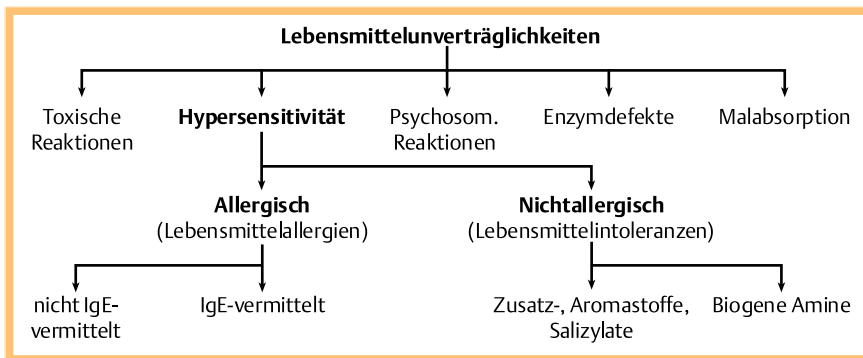 Lebensmittelunverträglichkeiten
Toxische
Reaktionen
Hypersensitivität
Psychosom.
Reaktionen
Enzymdefekte
Malabsorption
Allergisch
(Lebensmittelallergien)
Nichtallergisch
(Lebensmittelintoleranzen)
nicht IgE-
vermittelt
IgE-vermittelt
Zusatz-, Aromastoffe,
Salizylate
Biogene Amine